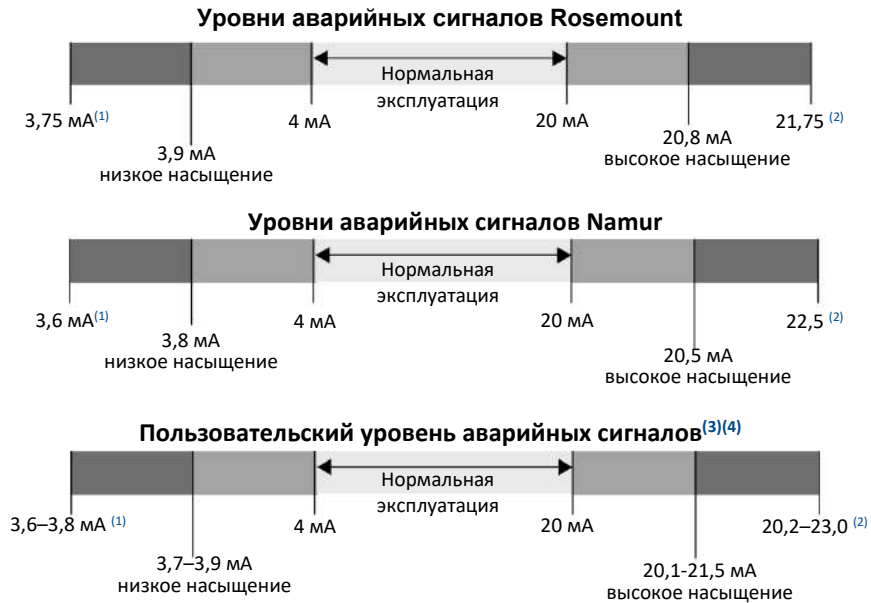 Уровни аварийных сигналов Rosemount
Нормальная
эксплуатация
3,75 мА(1)
4 мА
20 мА
21,75 (2)
3,9 мА
низкое насыщение
20,8 мА
высокое насыщение
Уровни аварийных сигналов Namur
Нормальная
эксплуатация
3,6 мА(1)
4 мА
20 мА
22,5 (2)
3,8 мА
низкое насыщение
20,5 мА
высокое насыщение
Пользовательский уровень аварийных сигналов(3)(4)
Нормальная
эксплуатация
3,6–3,8 мА (1)
4 мА
20 мА
20,2–23,0 (2)
3,7–3,9 мА
низкое насыщение
20,1-21,5 мА
высокое насыщение